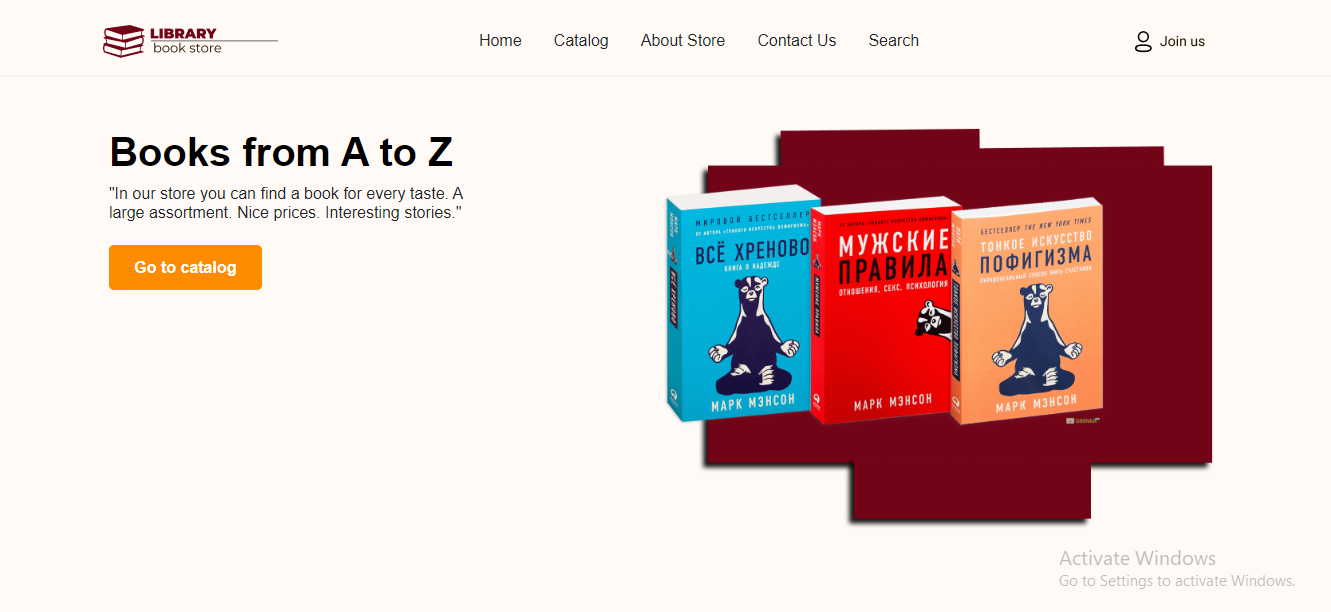 LIBRARY
book store
Home
Catalog
About Store
Contact Us
Search
Join us
Books from A to Z
"In our store you can find a book for every taste. A
large assortment. Nice prices. Interesting stories."
Go to catalog
МИРОВОЙ БЕСТСЕЛЛЕР
ОТ АВТОРА «ТОНКОГО ИСКУССТВА ПОФИГИЗМА»
ВСЁ ХРЕНОВО
КНИГА О НАДЕЖДЕ
МАРК МЭНСОН
ВСЁ ХРЕНОВО
ОТ АВТОРА «ТОНКОГО ИСКУССТВА ПОФИГИЗМА»
МУЖСКИЕ
ПРАВИЛА
ОТНОШЕНИЯ, СЕКС, ПСИХОЛОГИЯ
МАРК МЭНСОН
БЕСТСЕЛЛЕР THE NEW YORK TIMES
ТОНКОЕ ИСКУССТВО
ПОФИГИЗМА
ПАРАДОКСАЛЬНЫЙ СПОСОБ ЖИТЬ СЧАСТЛИВО
МАРК МЭНСОН
Activate Windows
Go to Settings to activate Windows.